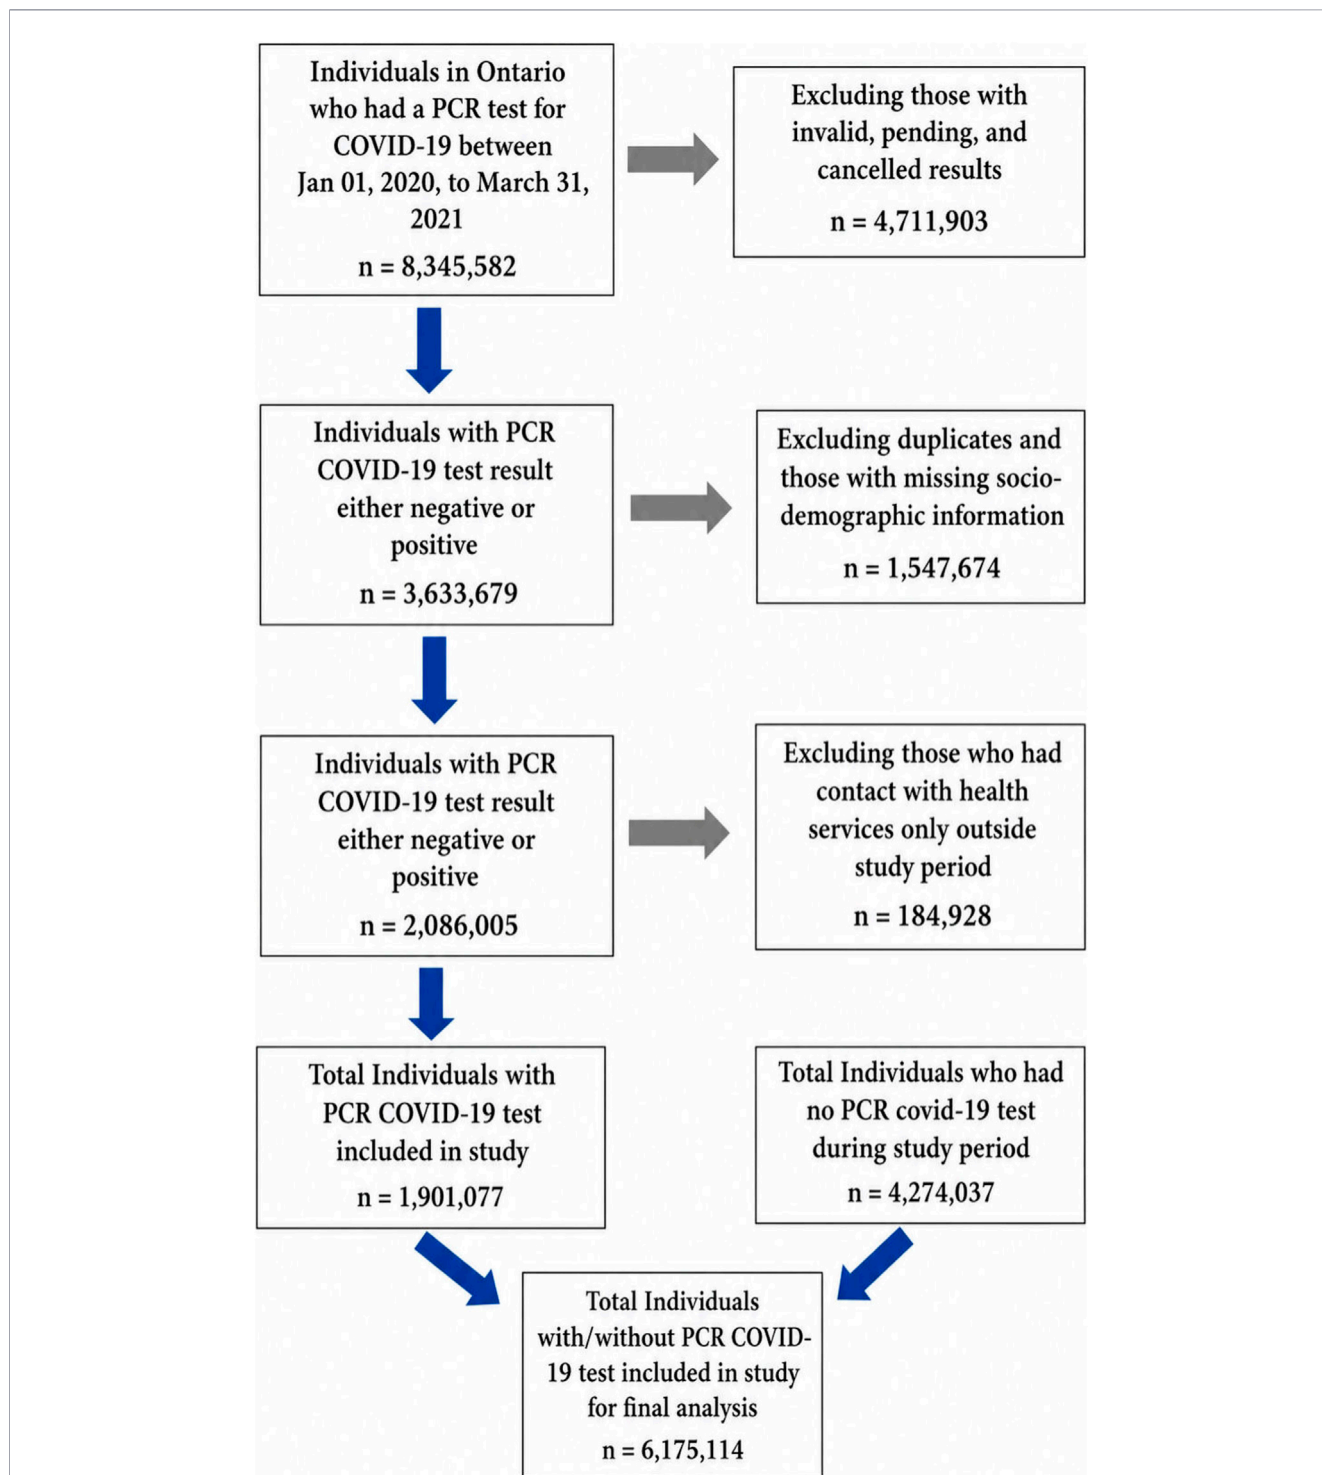 Individuals in Ontario
who had a PCR test for
COVID-19 between
Jan 01, 2020, to March 31,
2021
n = 8,345,582
Excluding those with
invalid, pending, and
cancelled results
n = 4,711,903
Individuals with PCR
COVID-19 test result
either negative or
positive
n = 3,633,679
Excluding duplicates and
those with missing socio-
demographic information
n = 1,547,674
Individuals with PCR
COVID-19 test result
either negative or
positive
n = 2,086,005
Excluding those who had
contact with health
services only outside
study period
n = 184,928
Total Individuals with
PCR COVID-19 test
included in study
n = 1,901,077
Total Individuals who had
no PCR covid-19 test
during study period
n = 4,274,037
Total Individuals
with/without PCR COVID-
19 test included in study
for final analysis
n = 6,175,114